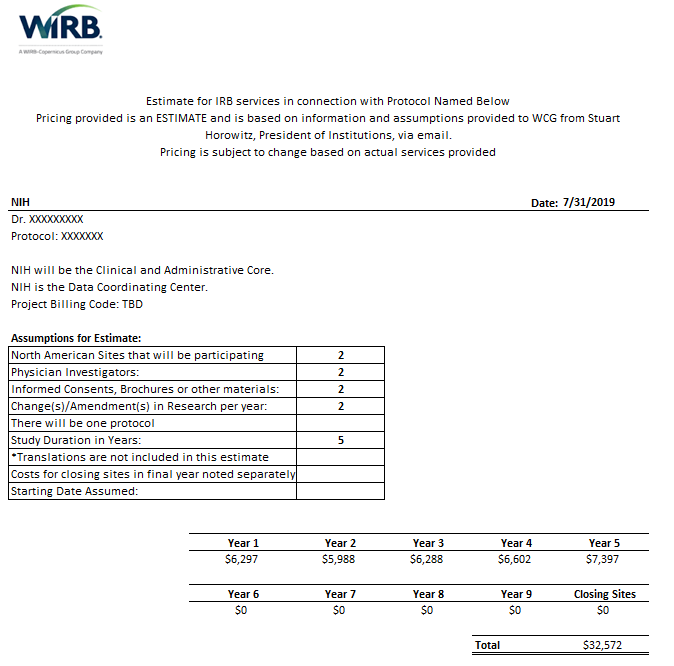 WIRB.
A WIRB-Copernicus Group Company
Estimate for IRB services in connection with Protocol Named Below
Pricing provided is an ESTIMATE and is based on information and assumptions provided to WCG from Stuart
Horowitz, President of Institutions, via email.
Pricing is subject to change based on actual services provided
NIH Date: 7/31/2019
Dr. XXXXXXXXX
Protocol: XXXXXXX
NIH will be the Clinical and Administrative Core.
NIH is the Data Coordinating Center.
Project Billing Code: TBD
Assumptions for Estimate:
North American Sites that will be participating 2
Physician Investigators: 2
Informed Consents, Brochures or other materials: 2
Change(s)/Amendment(s) in Research per year: 2
There will be one protocol
Study Duration in Years: 5
*Translations are not included in this estimate
Costs for closing sites in final year noted separately
Starting Date Assumed:
Year 1 Year 2 Year 3 Year 4 Year 5
$6,297 $5,988 $6,288 $6,602 $7,397
Year 6 Year 7 Year 8 Year 9 Closing Sites
$0 $0 $0 $0 $0
Total $32,572